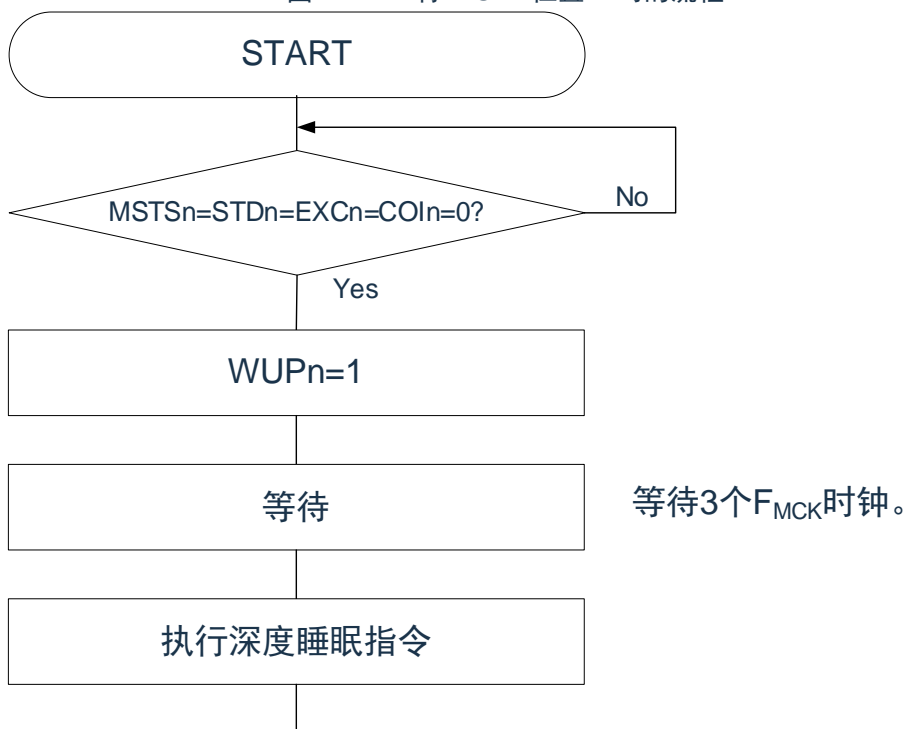 START
MSTSn=STDn=EXCn=COIn=0?
No
Yes
WUPn=1
等待
等待3个FMCK时钟。
执行深度睡眠指令